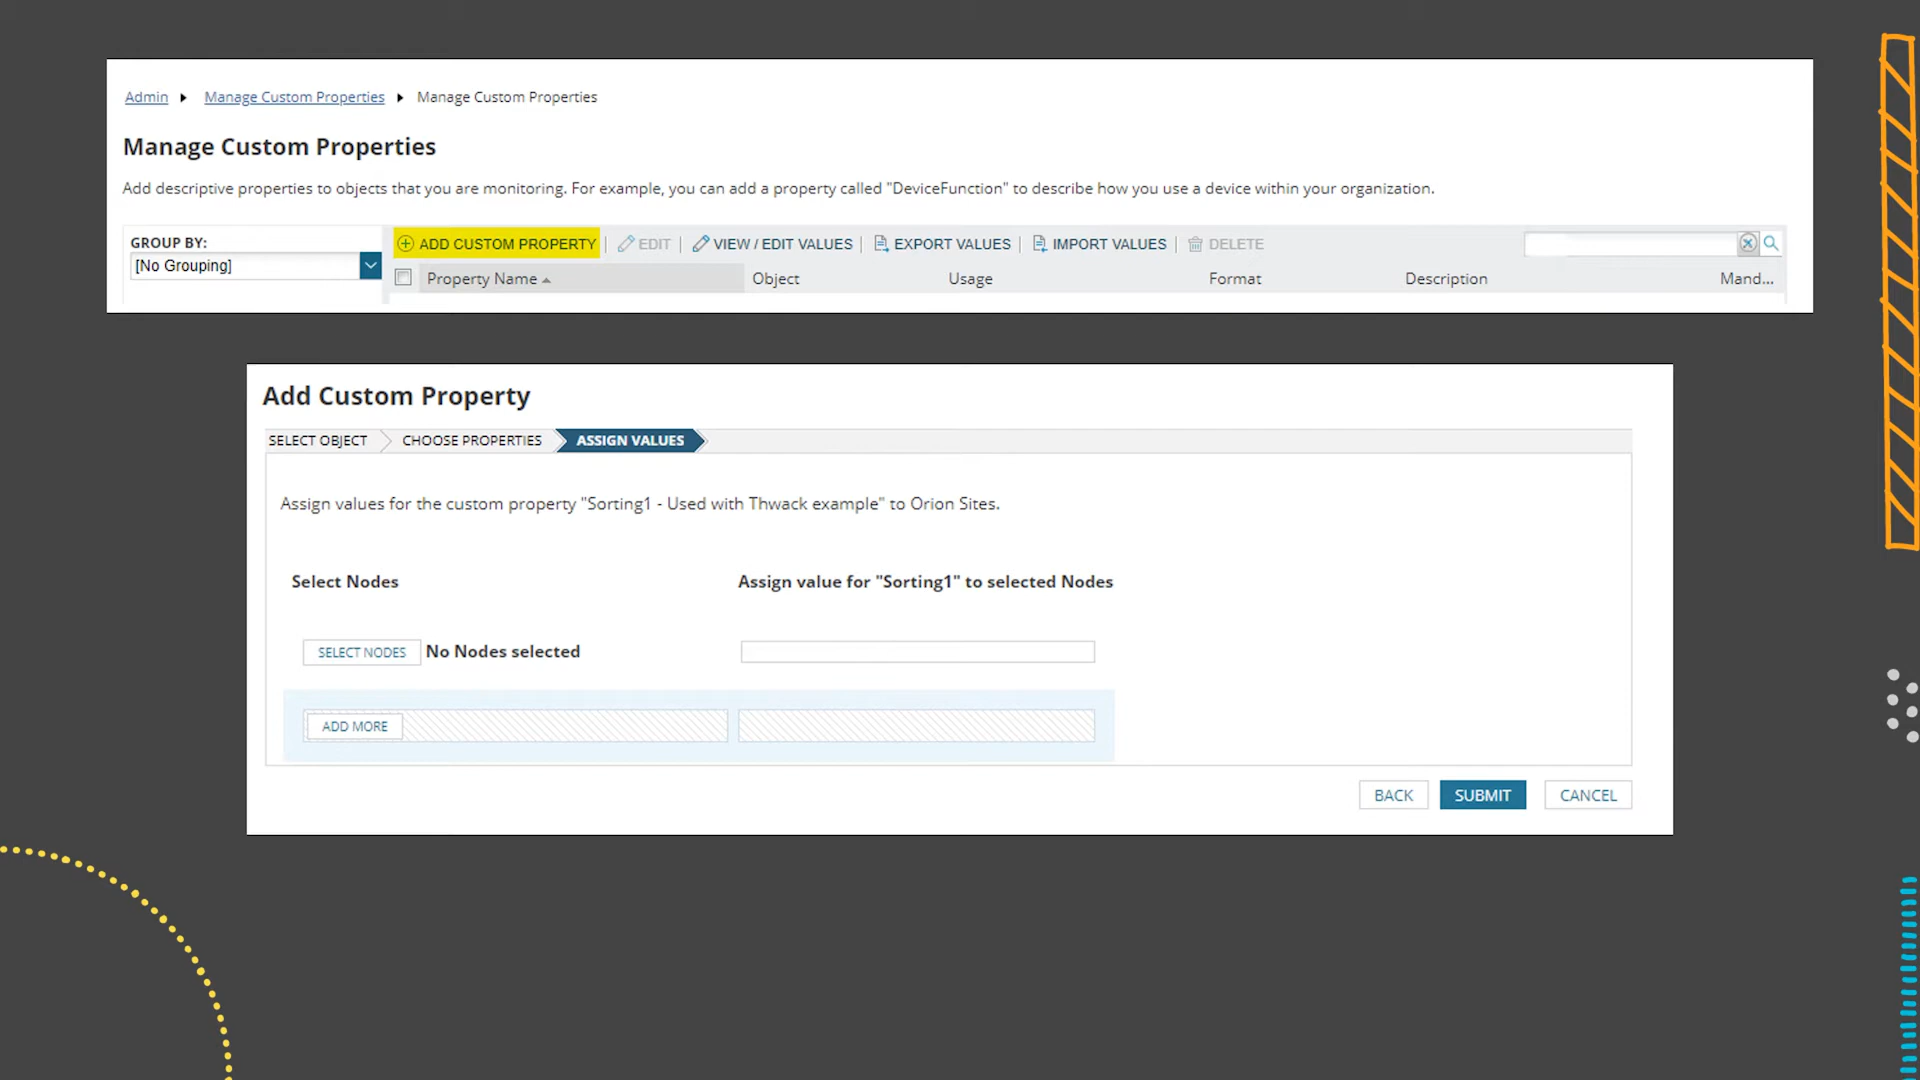 Admin ▸ Manage Custom Properties ▸ Manage Custom Properties
Manage Custom Properties
Add descriptive properties to objects that you are monitoring. For example, you can add a property called "DeviceFunction" to describe how you use a device within your organization.
GROUP BY:
[No Grouping]
ADD CUSTOM PROPERTY | EDIT | VIEW / EDIT VALUES | EXPORT VALUES | IMPORT VALUES | DELETE
Property Name Object Usage Format Description Mand...
Add Custom Property
SELECT OBJECT CHOOSE PROPERTIES ASSIGN VALUES
Assign values for the custom property "Sorting1 - Used with Thwack example" to Orion Sites.
Select Nodes Assign value for "Sorting1" to selected Nodes
SELECT NODES No Nodes selected
ADD MORE
BACK SUBMIT CANCEL